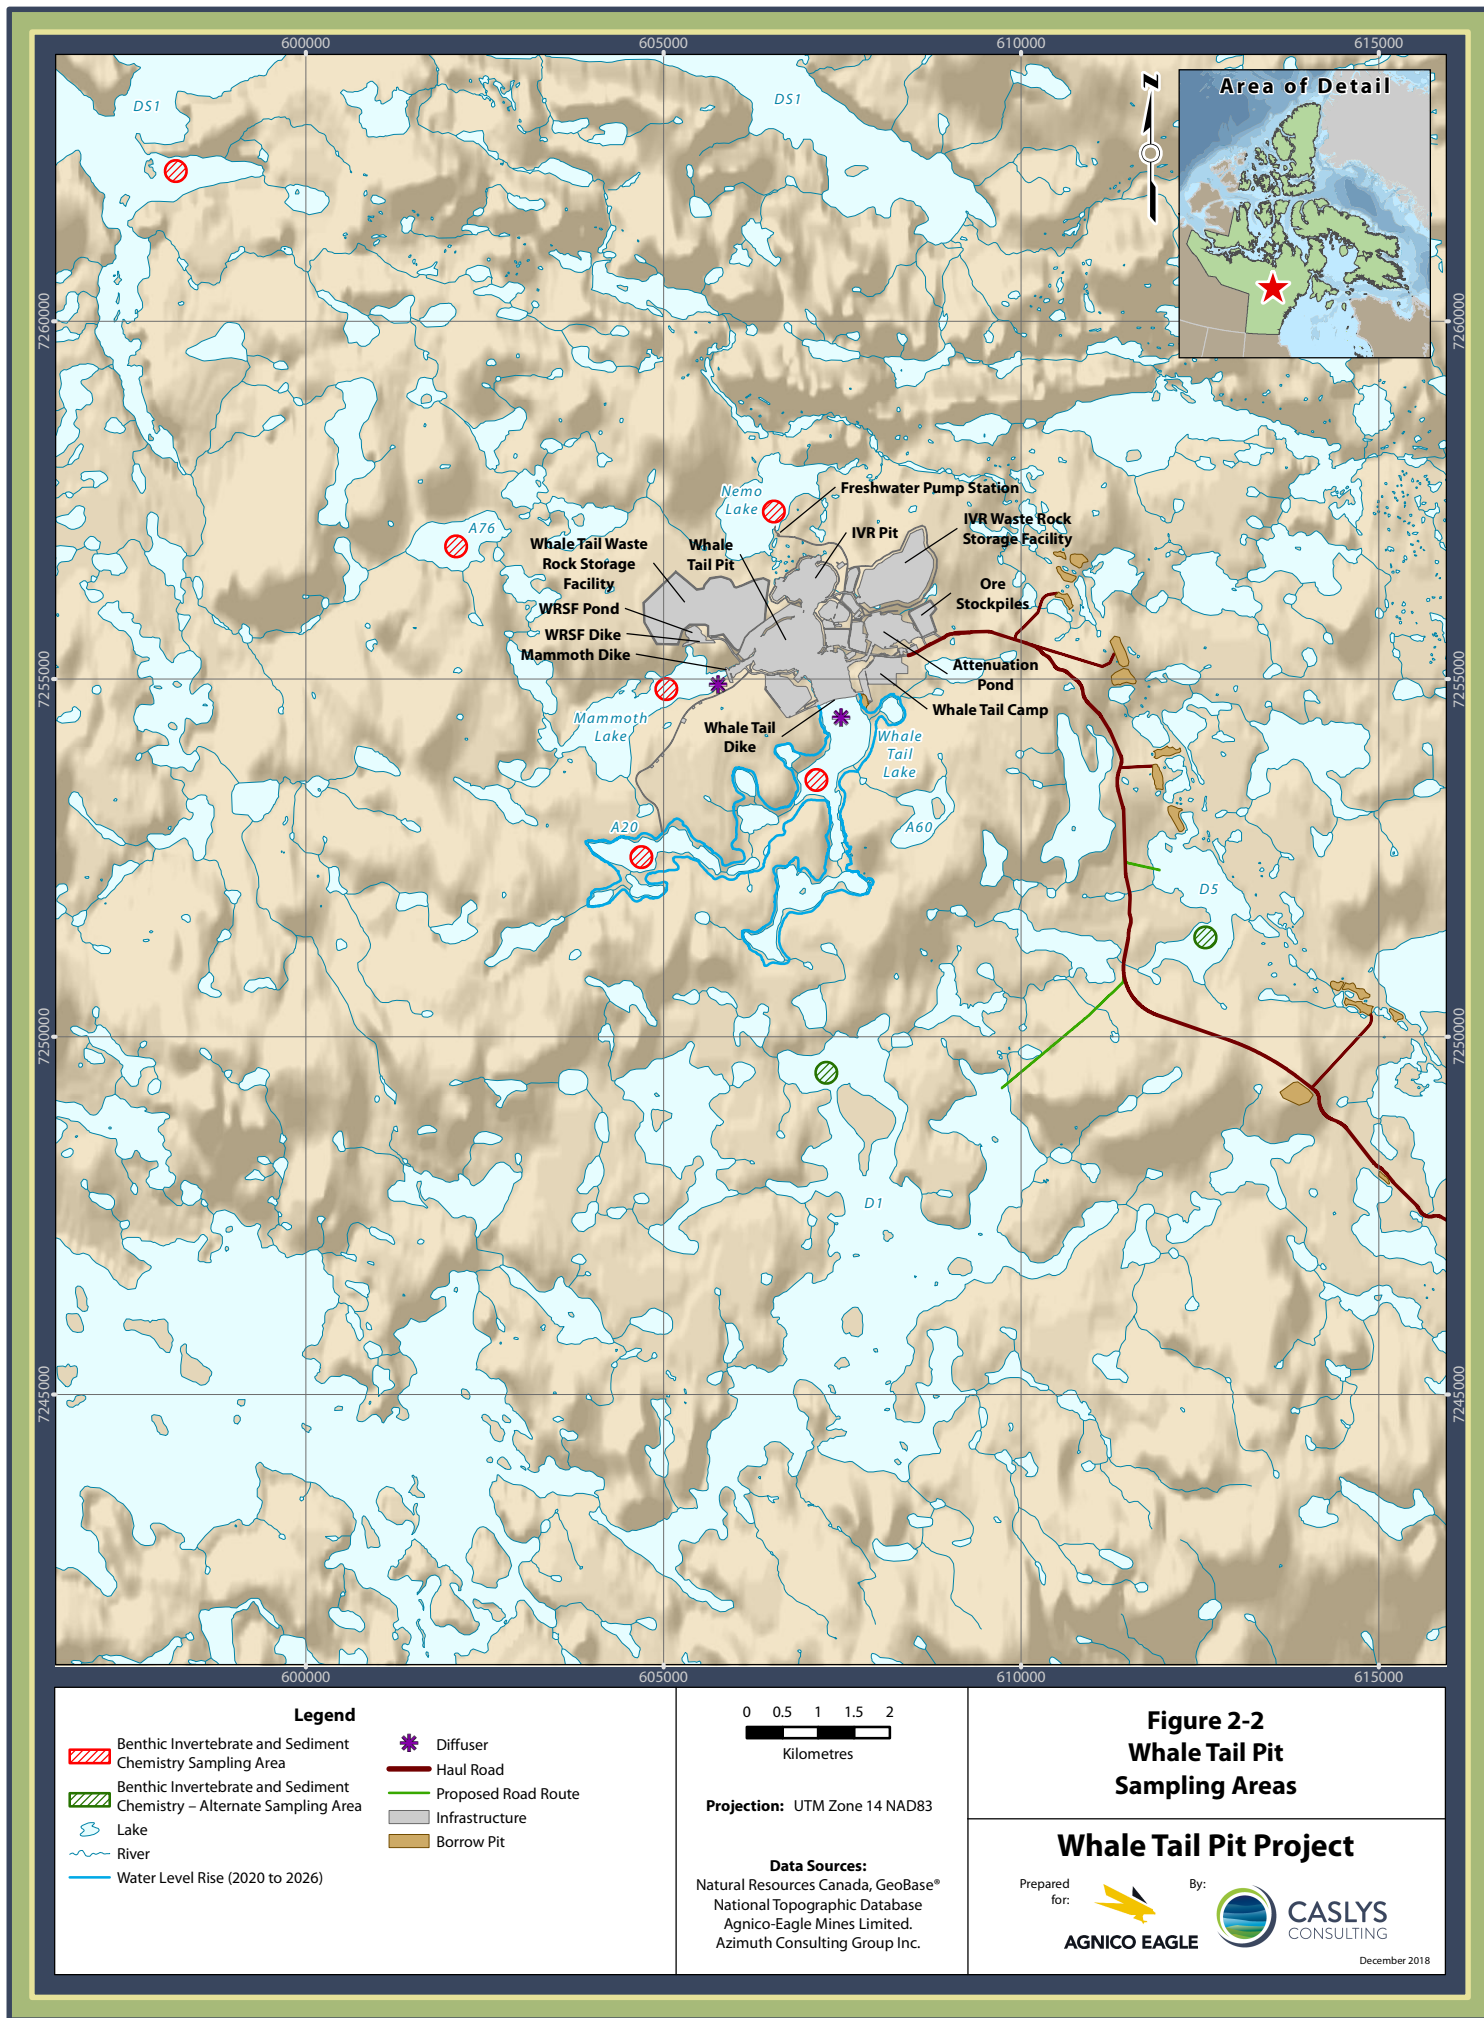 600000
605000
610000
615000
DS1
DS1
N
Area of Detail
7260000
7260000
Nemo
Lake
Freshwater Pump Station
IVR Pit
IVR Waste Rock
Storage Facility
A76
Whale Tail Waste
Rock Storage
Facility
Whale
Tail Pit
Ore
Stockpiles
WRSF Pond
WRSF Dike
Mammoth Dike
Attenuation
Pond
7255000
7255000
Whale Tail Camp
Mammoth
Lake
Whale Tail
Dike
Whale
Tail
Lake
A20
A60
D5
7250000
7250000
D1
7245000
7245000
600000
605000
610000
615000
Legend
Benthic Invertebrate and Sediment
Chemistry Sampling Area
Benthic Invertebrate and Sediment
Chemistry – Alternate Sampling Area
Lake
River
Water Level Rise (2020 to 2026)
Diffuser
Haul Road
Proposed Road Route
Infrastructure
Borrow Pit
0 0.5 1 1.5 2
Kilometres
Projection: UTM Zone 14 NAD83
Data Sources:
Natural Resources Canada, GeoBase®
National Topographic Database
Agnico-Eagle Mines Limited.
Azimuth Consulting Group Inc.
Figure 2-2
Whale Tail Pit
Sampling Areas
Whale Tail Pit Project
Prepared
for:
AGNICO EAGLE
By:
CASLYS
CONSULTING
December 2018